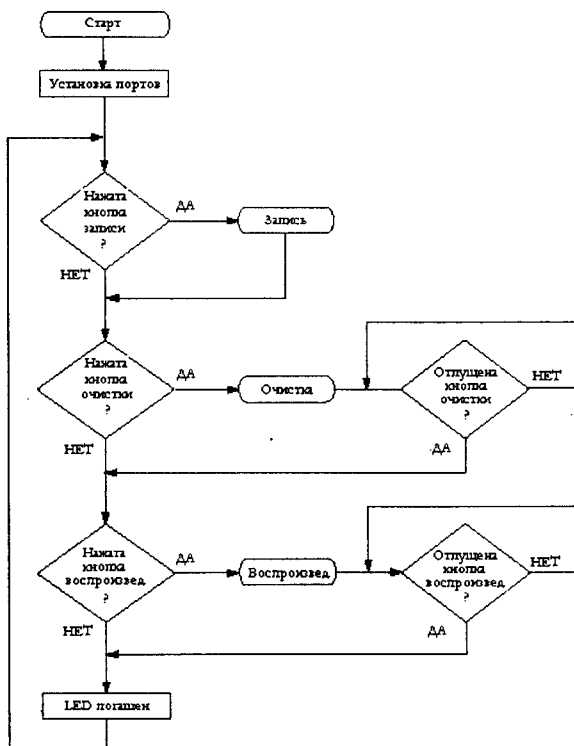 Старт
Установка портов
Нажата
кнопка
записи
?
ДА
Запись
НЕТ
Нажата
кнопка
очистки
?
ДА
Очистка
Отпущена
кнопка
очистки
?
НЕТ
НЕТ
ДА
Нажата
кнопка
воспроизвед.
?
ДА
Воспроизвед
Отпущена
кнопка
воспроизвед
?
НЕТ
НЕТ
ДА
LED погашен